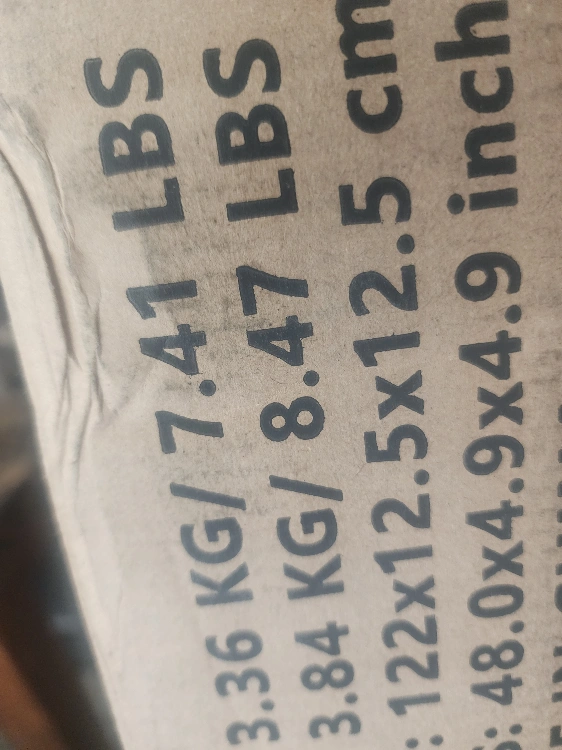 3.36 KG/ 7.41 LBS
3.84 KG/ 8.47 LBS
: 122x12.5x12.5 cm
: 48.0x4.9x4.9 inch